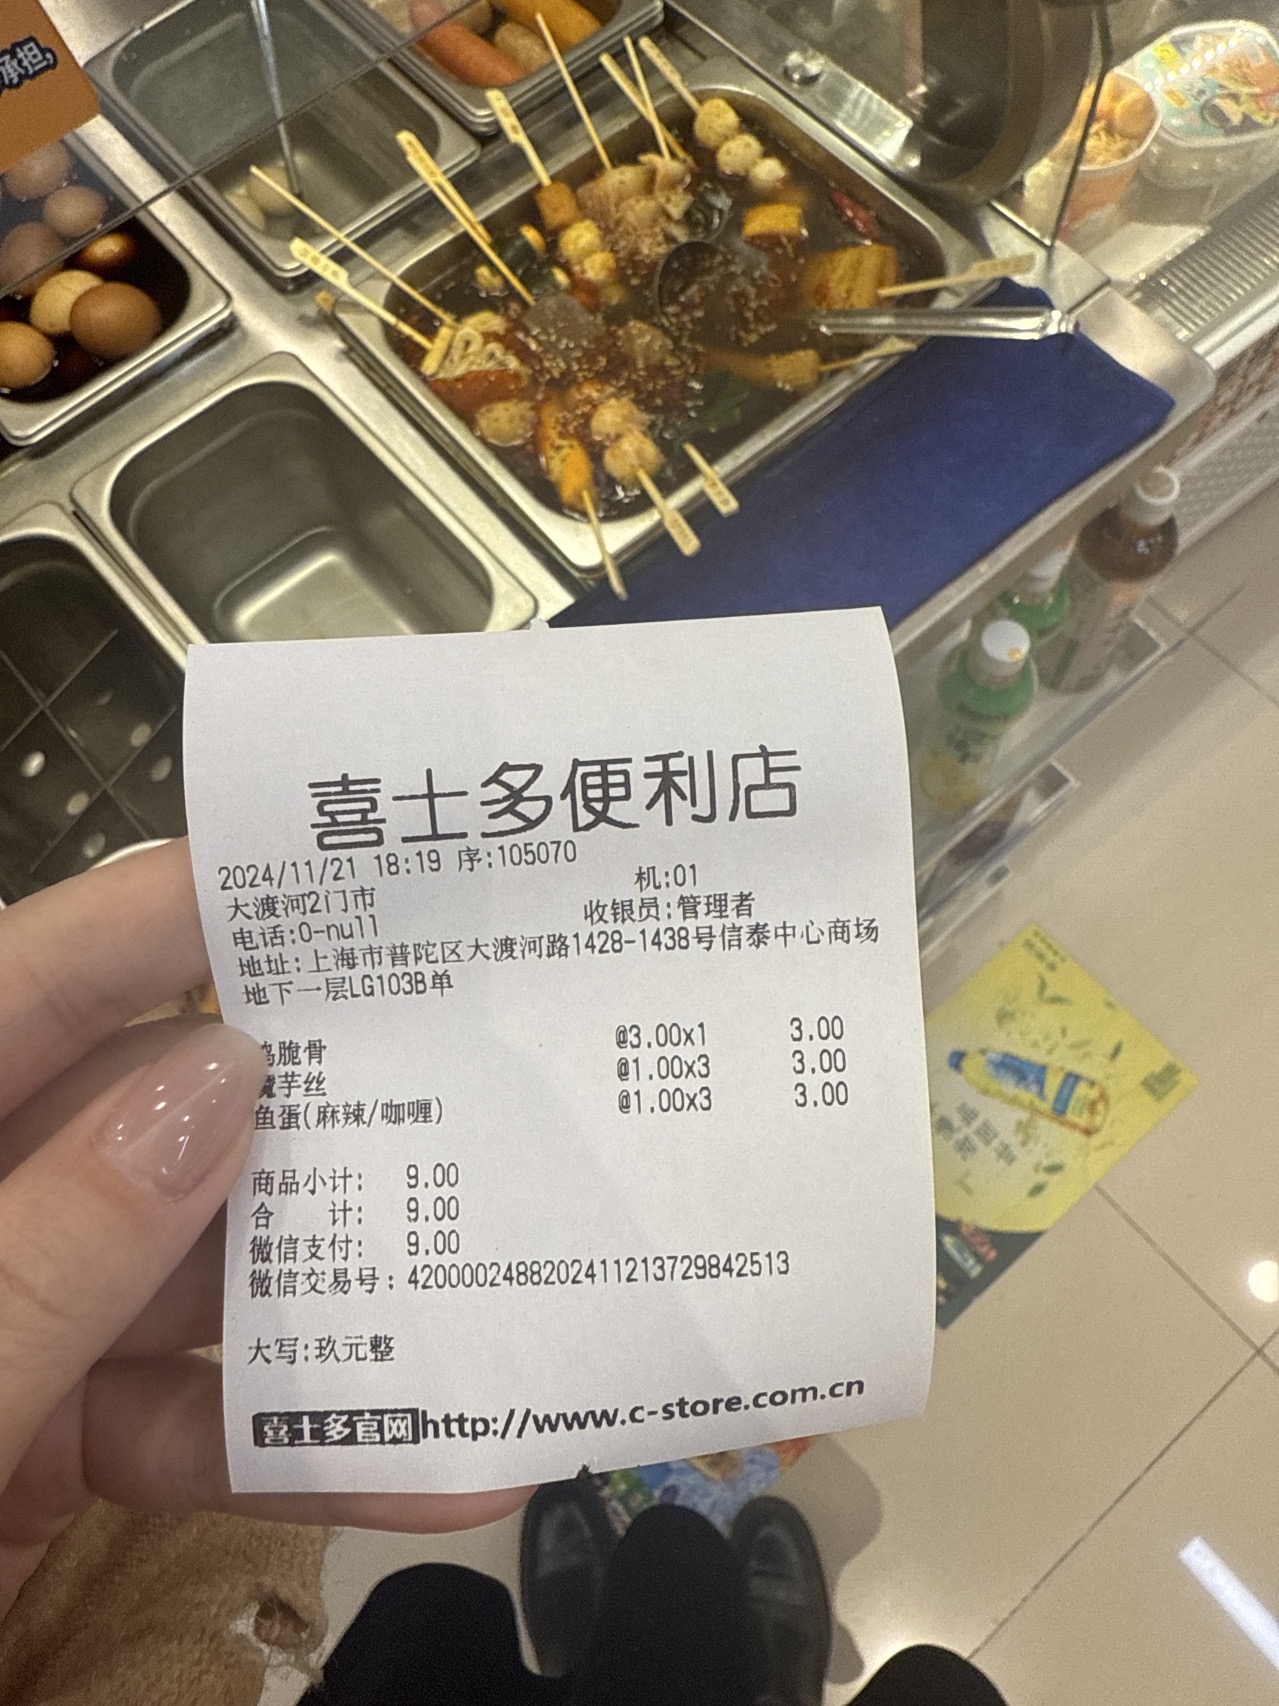 承担,
喜士多便利店
2024/11/21 18:19 序:105070
机:01
大渡河2门市
收银员:管理者
电话:0-null
地址:上海市普陀区大渡河路1428-1438号信泰中心商场
地下一层LG103B单
鸡脆骨 @3.00x1 3.00
魔芋丝 @1.00x3 3.00
鱼蛋(麻辣/咖喱) @1.00x3 3.00
商品小计: 9.00
合 计: 9.00
微信支付: 9.00
微信交易号: 4200002488202411213729842513
大写:玖元整
喜士多官网http://www.c-store.com.cn